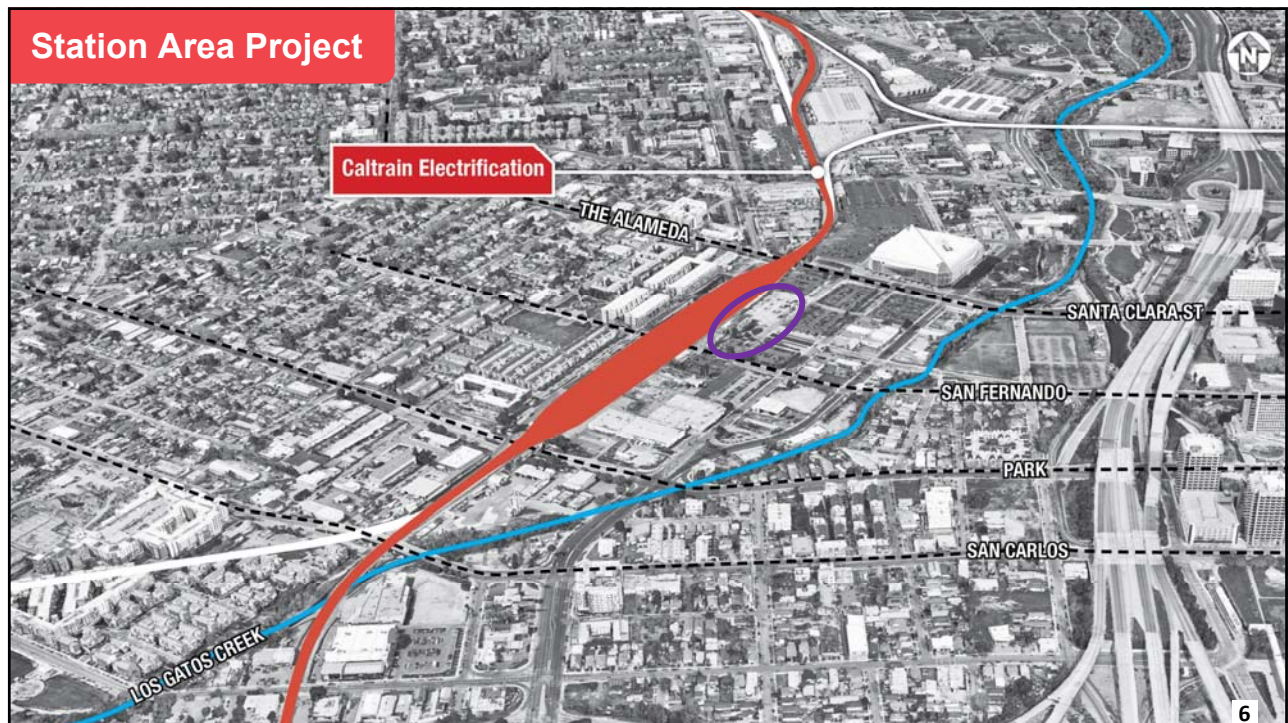 Station Area Project
N
Caltrain Electrification
THE ALAMEDA
SANTA CLARA ST
SAN FERNANDO
PARK
SAN CARLOS
LOS GATOS CREEK
6